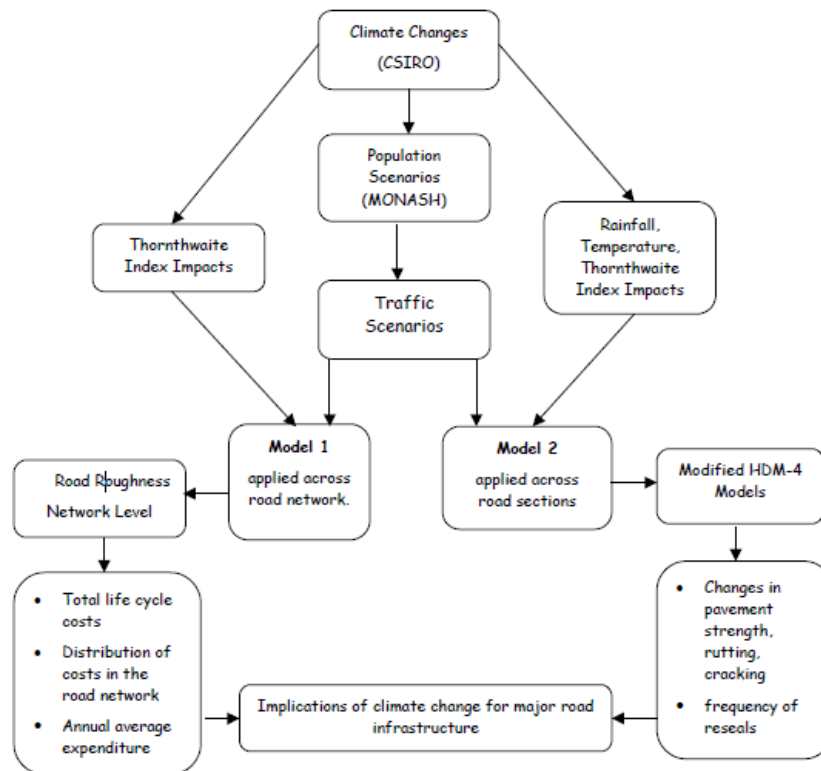 Climate Changes
(CSIRO)
Population
Scenarios
(MONASH)
Thornthwaite
Index Impacts
Rainfall,
Temperature,
Thornthwaite
Index Impacts
Traffic
Scenarios
Model 1
applied across
road network.
Model 2
applied across
road sections
Road Roughness
Network Level
Modified HDM-4
Models
• Total life cycle
costs
• Distribution of
costs in the
road network
• Annual average
expenditure
• Changes in
pavement
strength,
rutting,
cracking
• frequency of
reseals
Implications of climate change for major road
infrastructure